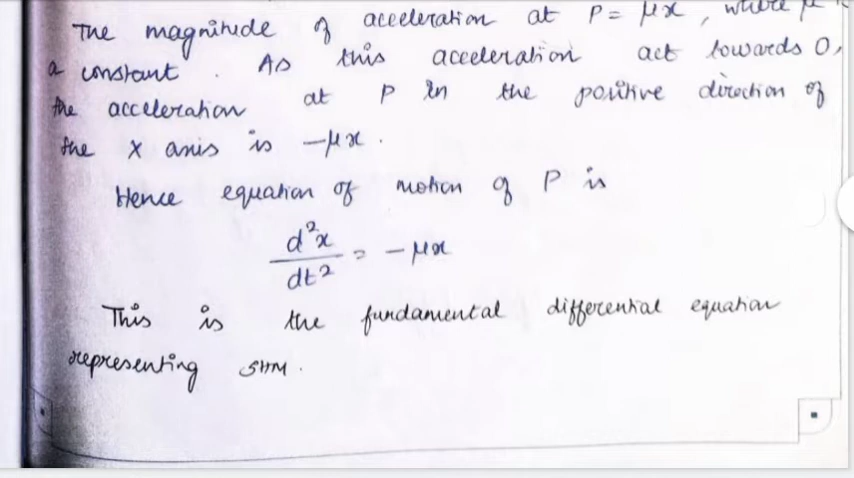 The magnitude of acceleration at P = μx, where μ is
a constant. As this acceleration act towards O,
the acceleration at P in the positive direction of
the X axis is -μx.
Hence equation of motion of P is
d²x/dt² = -μx
This is the fundamental differential equation
representing SHM.